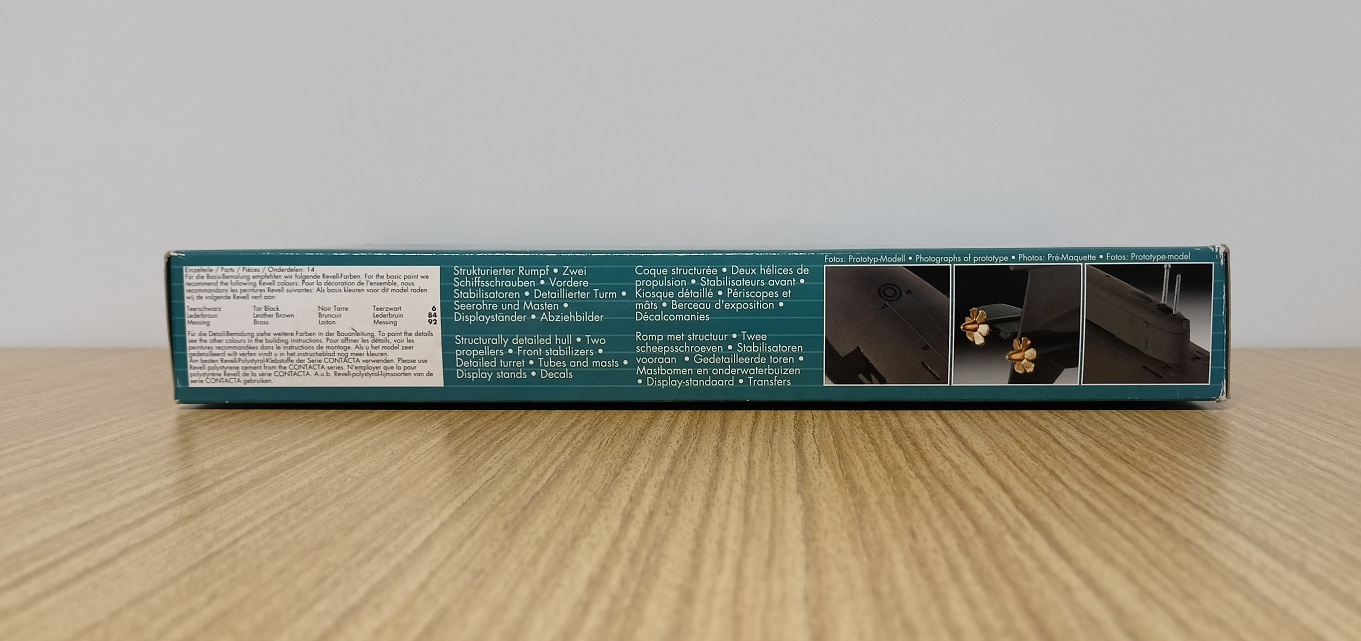 Einzelteile / Parts / Pièces / Onderdelen: 14
Für die Basis-Bemalung empfehlen wir folgende Revell-Farben: For the basic paint we
recommend the following Revell colours. Pour la décoration de l'ensemble, nous
recommandons les peintures Revell suivantes: Als basis kleuren voor dit model raden
wij de volgende Revell verf aan:
Teerschwarz Tar Black Noir Tarre Teerzwart 6
Lederbraun Leather Brown Bruncuir Lederbruin 84
Messing Brass Laiton Messing 92
Für die Detail-Bemalung siehe weitere Farben in der Bauanleitung. To paint the details
see the other colours in the building instructions. Pour affiner les détails, voir les
peintures recommandées dans le instructions de montage. Als u het model zeer
gedetailleerd wilt verfen vindt u in het instructieblad nog meer kleuren.
Am besten Revell-Polystyrol-Klebstoffe der Serie CONTACTA verwenden. Please use
Revell polystyrene cement from the CONTACTA series. N'employer que la pour
polystyrène Revell de la série CONTACTA. A.u.b. Revell-polystyrol-lijmsoorten van de
serie CONTACTA gebruiken.
Strukturierter Rumpf • Zwei
Schiffsschrauben • Vordere
Stabilisatoren • Detaillierter Turm •
Seerohre und Masten •
Displayständer • Abziehbilder
Structurally detailed hull • Two
propellers • Front stabilizers •
Detailed turret • Tubes and masts •
Display stands • Decals
Coque structurée • Deux hélices de
propulsion • Stabilisateurs avant •
Kiosque détaillé • Périscopes et
mâts • Berceau d'exposition •
Décalcomanies
Romp met structuur • Twee
scheepsschroeven • Stabilisatoren
vooraan • Gedetailleerde toren •
Mastbomen en onderwaterbuizen
• Display-standaard • Transfers
Fotos: Prototyp-Modell • Photographs of prototype • Photos: Pré-Maquette • Fotos: Prototype-model